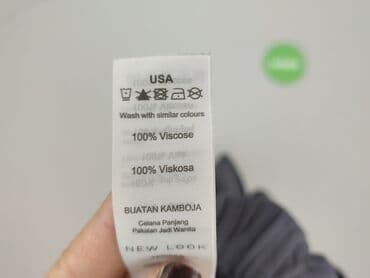 USA
Wash with similar colours
100% Viscose
100% Viskosa
BUATAN KAMBOJA
Celana Panjang
Pakaian Jadi Wanita
NEW LOOK